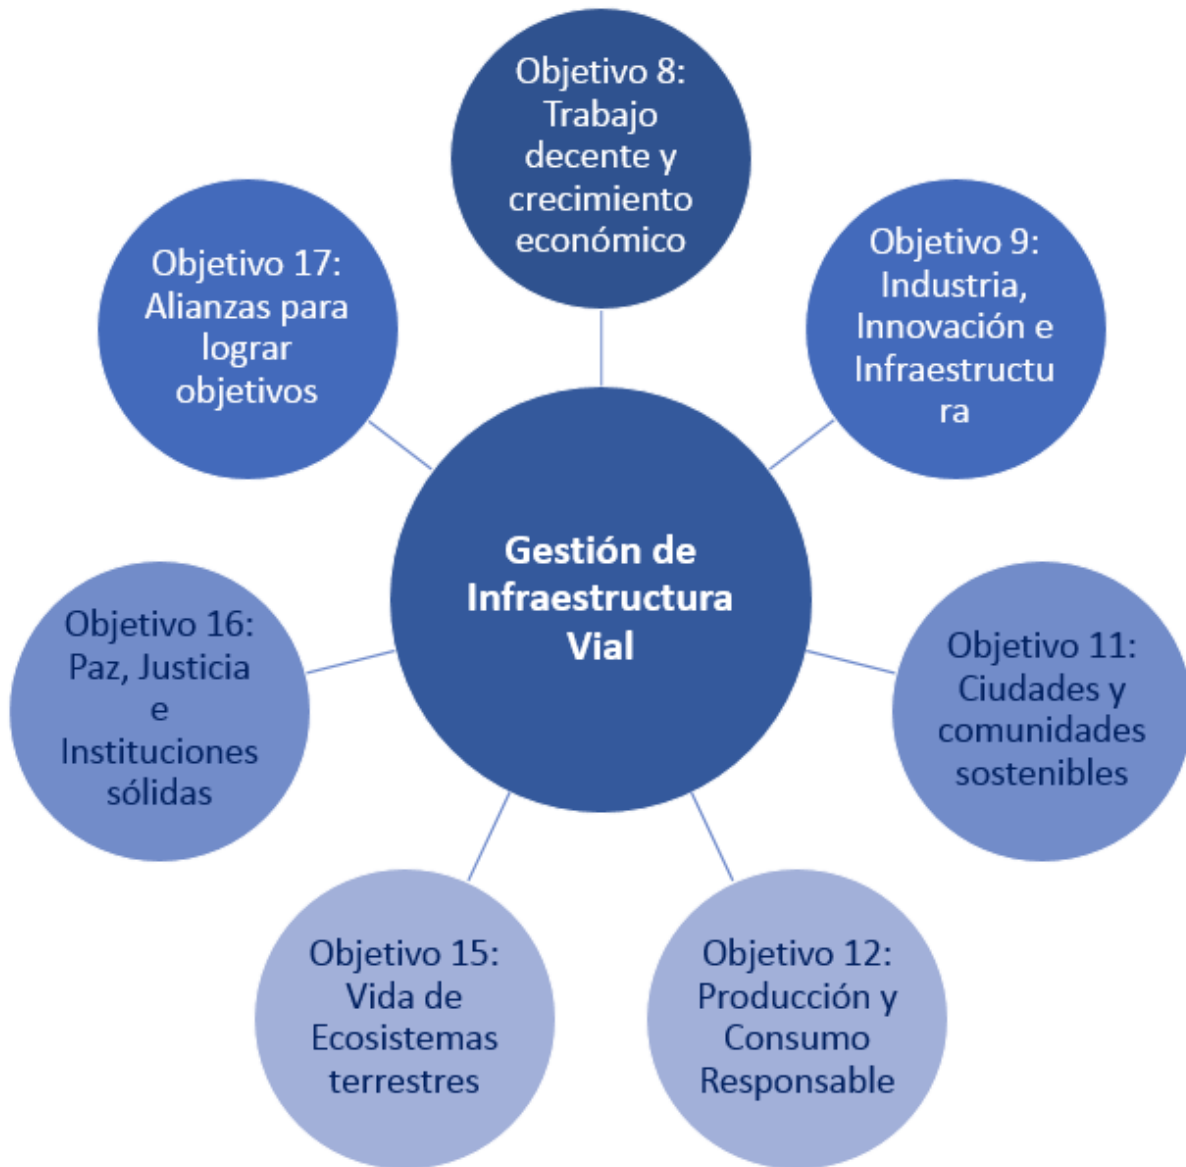 Objetivo 8:
Trabajo
decente y
crecimiento
económico
Objetivo 9:
Industria,
Innovación e
Infraestructu
ra
Objetivo 11:
Ciudades y
comunidades
sostenibles
Objetivo 12:
Producción y
Consumo
Responsable
Objetivo 15:
Vida de
Ecosistemas
terrestres
Objetivo 16:
Paz, Justicia
e
Instituciones
sólidas
Objetivo 17:
Alianzas para
lograr
objetivos
Gestión de
Infraestructura
Vial